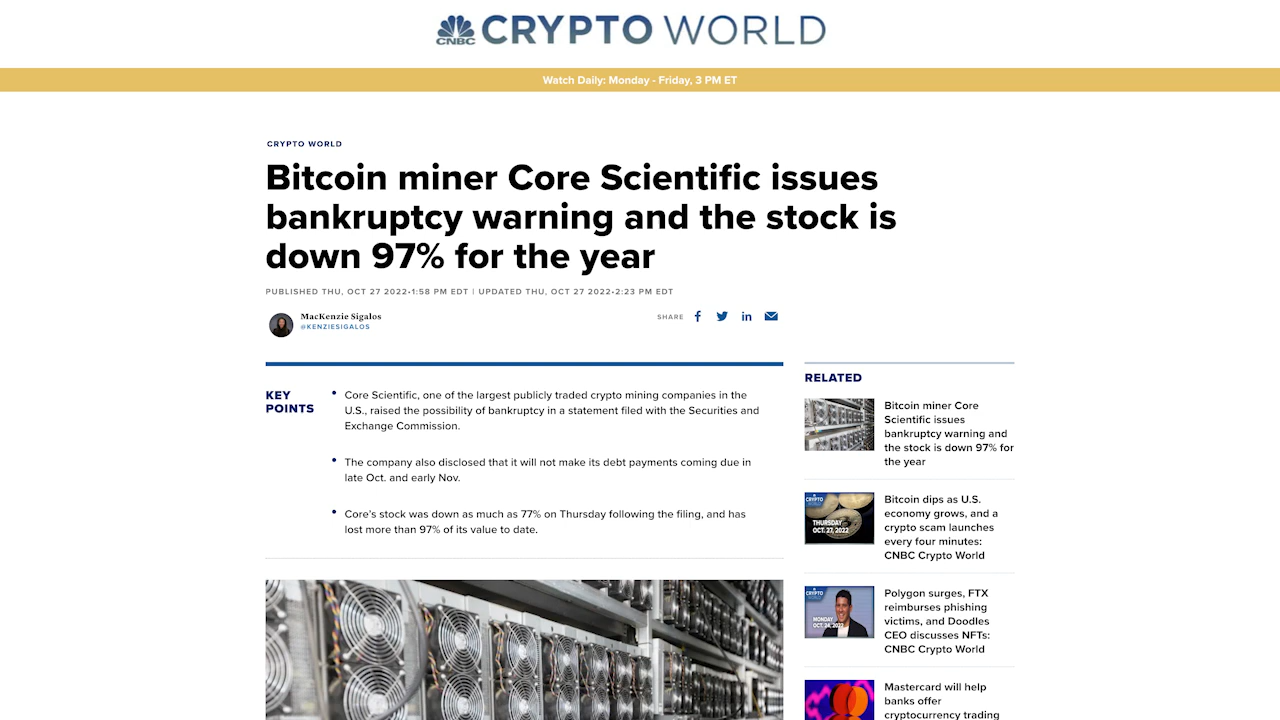 CNBC CRYPTO WORLD
Watch Daily: Monday - Friday, 3 PM ET
CRYPTO WORLD
Bitcoin miner Core Scientific issues
bankruptcy warning and the stock is
down 97% for the year
PUBLISHED THU, OCT 27 2022•1:58 PM EDT | UPDATED THU, OCT 27 2022•2:23 PM EDT
MacKenzie Sigalos
@KENZIESIGALOS
SHARE
KEY
POINTS
• Core Scientific, one of the largest publicly traded crypto mining companies in the
U.S., raised the possibility of bankruptcy in a statement filed with the Securities and
Exchange Commission.
• The company also disclosed that it will not make its debt payments coming due in
late Oct. and early Nov.
• Core's stock was down as much as 77% on Thursday following the filing, and has
lost more than 97% of its value to date.
RELATED
Bitcoin miner Core
Scientific issues
bankruptcy warning and
the stock is down 97% for
the year
CRYPTO
THURSDAY
OCT. 27, 2022
Bitcoin dips as U.S.
economy grows, and a
crypto scam launches
every four minutes:
CNBC Crypto World
CRYPTO
MONDAY
OCT. 24, 2022
Polygon surges, FTX
reimburses phishing
victims, and Doodles
CEO discusses NFTs:
CNBC Crypto World
Mastercard will help
banks offer
cryptocurrency trading